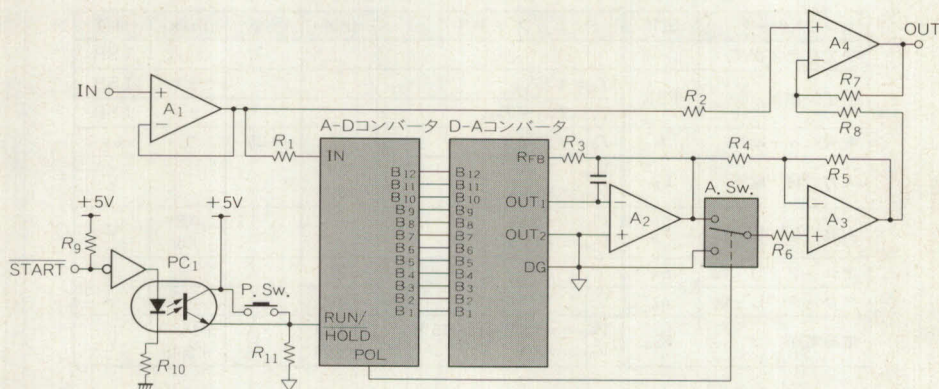 IN
A1
R1
A-Dコンバータ
IN
B12
B11
B10
B9
B8
B7
B6
B5
B4
B3
B2
B1
RUN/
HOLD
POL
D-Aコンバータ
B12
B11
B10
B9
B8
B7
B6
B5
B4
B3
B2
B1
RFB
OUT1
OUT2
DG
R3
A2
R2
R4
A. Sw.
R5
R6
A3
A4
OUT
R7
R8
+5V
R9
START
PC1
+5V
P. Sw.
R10
R11